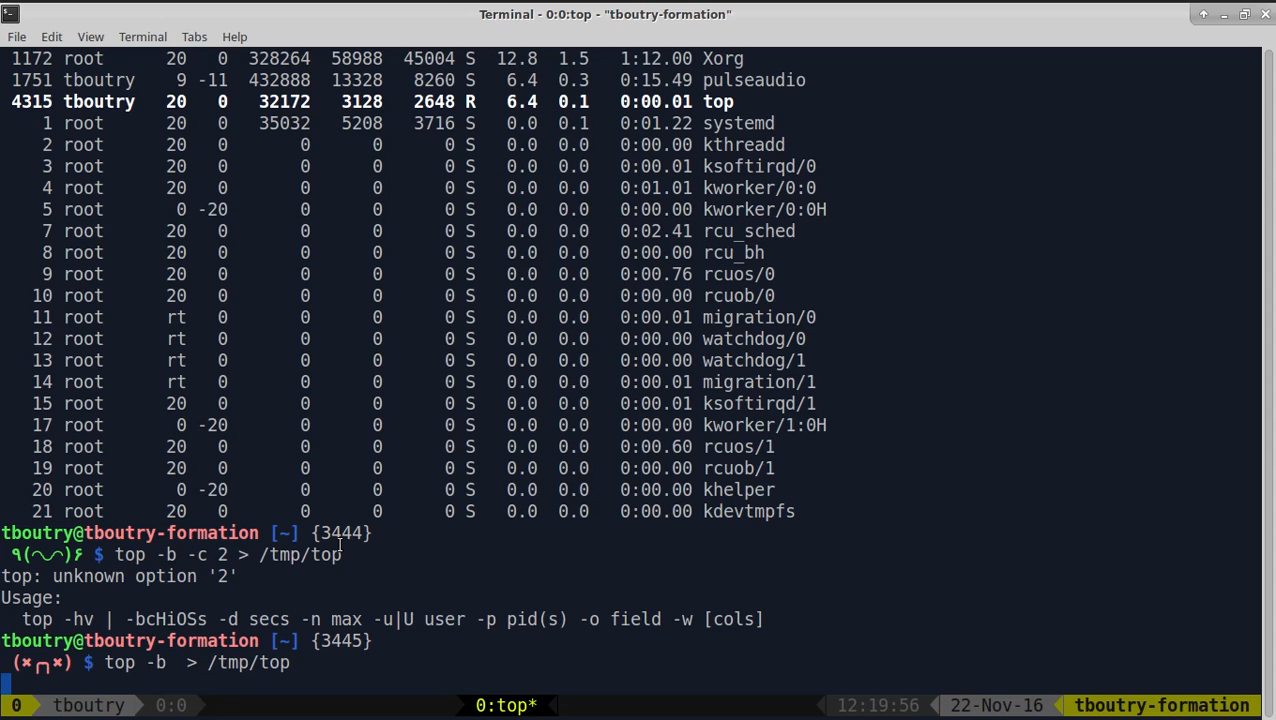 Terminal - 0:0:top - "tboutry-formation"
File Edit View Terminal Tabs Help
1172 root 20 0 328264 58988 45004 S 12.8 1.5 1:12.00 Xorg
1751 tboutry 9 -11 432888 13328 8260 S 6.4 0.3 0:15.49 pulseaudio
4315 tboutry 20 0 32172 3128 2648 R 6.4 0.1 0:00.01 top
1 root 20 0 35032 5208 3716 S 0.0 0.1 0:01.22 systemd
2 root 20 0 0 0 0 S 0.0 0.0 0:00.00 kthreadd
3 root 20 0 0 0 0 S 0.0 0.0 0:00.01 ksoftirqd/0
4 root 20 0 0 0 0 S 0.0 0.0 0:01.01 kworker/0:0
5 root 0 -20 0 0 0 S 0.0 0.0 0:00.00 kworker/0:0H
7 root 20 0 0 0 0 S 0.0 0.0 0:02.41 rcu_sched
8 root 20 0 0 0 0 S 0.0 0.0 0:00.00 rcu_bh
9 root 20 0 0 0 0 S 0.0 0.0 0:00.76 rcuos/0
10 root 20 0 0 0 0 S 0.0 0.0 0:00.00 rcuob/0
11 root rt 0 0 0 0 S 0.0 0.0 0:00.01 migration/0
12 root rt 0 0 0 0 S 0.0 0.0 0:00.00 watchdog/0
13 root rt 0 0 0 0 S 0.0 0.0 0:00.00 watchdog/1
14 root rt 0 0 0 0 S 0.0 0.0 0:00.01 migration/1
15 root 20 0 0 0 0 S 0.0 0.0 0:00.01 ksoftirqd/1
17 root 0 -20 0 0 0 S 0.0 0.0 0:00.00 kworker/1:0H
18 root 20 0 0 0 0 S 0.0 0.0 0:00.60 rcuos/1
19 root 20 0 0 0 0 S 0.0 0.0 0:00.00 rcuob/1
20 root 0 -20 0 0 0 S 0.0 0.0 0:00.00 khelper
21 root 20 0 0 0 0 S 0.0 0.0 0:00.00 kdevtmpfs
tboutry@tboutry-formation [~] {3444}
٩(◠◡◠)۶ $ top -b -c 2 > /tmp/top
top: unknown option '2'
Usage:
top -hv | -bcHiOSs -d secs -n max -u|U user -p pid(s) -o field -w [cols]
tboutry@tboutry-formation [~] {3445}
(✖╭╮✖) $ top -b > /tmp/top
0 tboutry 0:0 0:top* 12:19:56 22-Nov-16 tboutry-formation